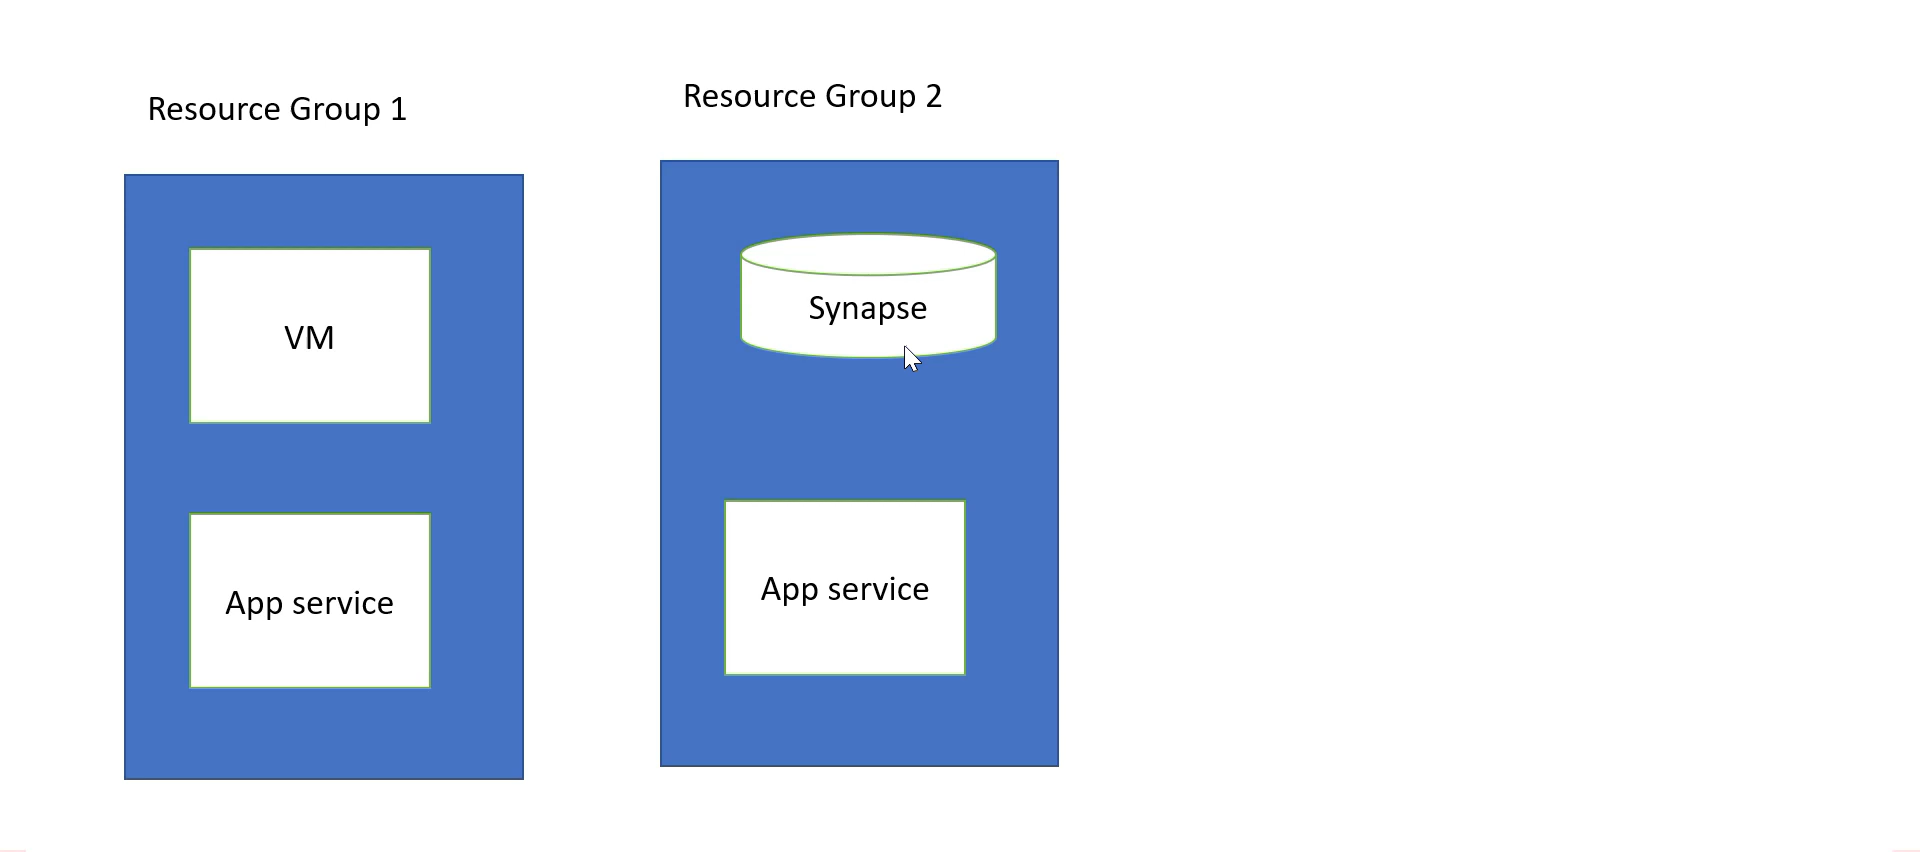 Resource Group 1
VM
App service
Resource Group 2
Synapse
App service